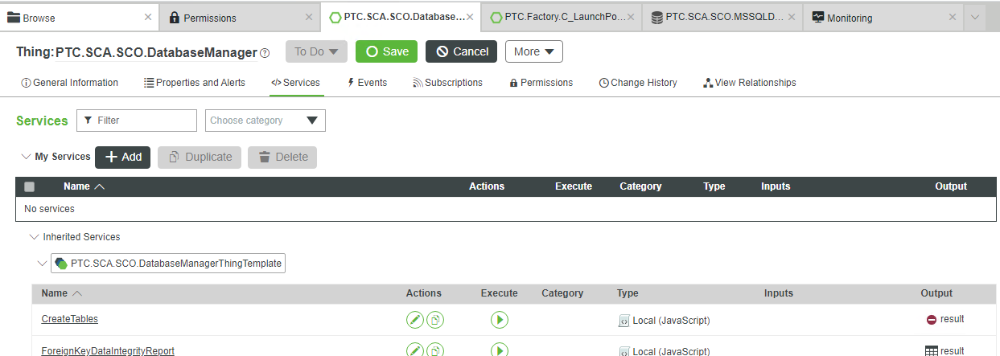 Browse
Permissions
PTC.SCA.SCO.Database...
PTC.Factory.C_LaunchPo...
PTC.SCA.SCO.MSSQLD...
Monitoring
Thing:PTC.SCA.SCO.DatabaseManager
To Do
Save
Cancel
More
General Information
Properties and Alerts
Services
Events
Subscriptions
Permissions
Change History
View Relationships
Services
Filter
Choose category
My Services
Add
Duplicate
Delete
Name Actions Execute Category Type Inputs Output
No services
Inherited Services
PTC.SCA.SCO.DatabaseManagerThingTemplate
Name Actions Execute Category Type Inputs Output
CreateTables Local (JavaScript) result
ForeignKeyDataIntegrityReport Local (JavaScript) result